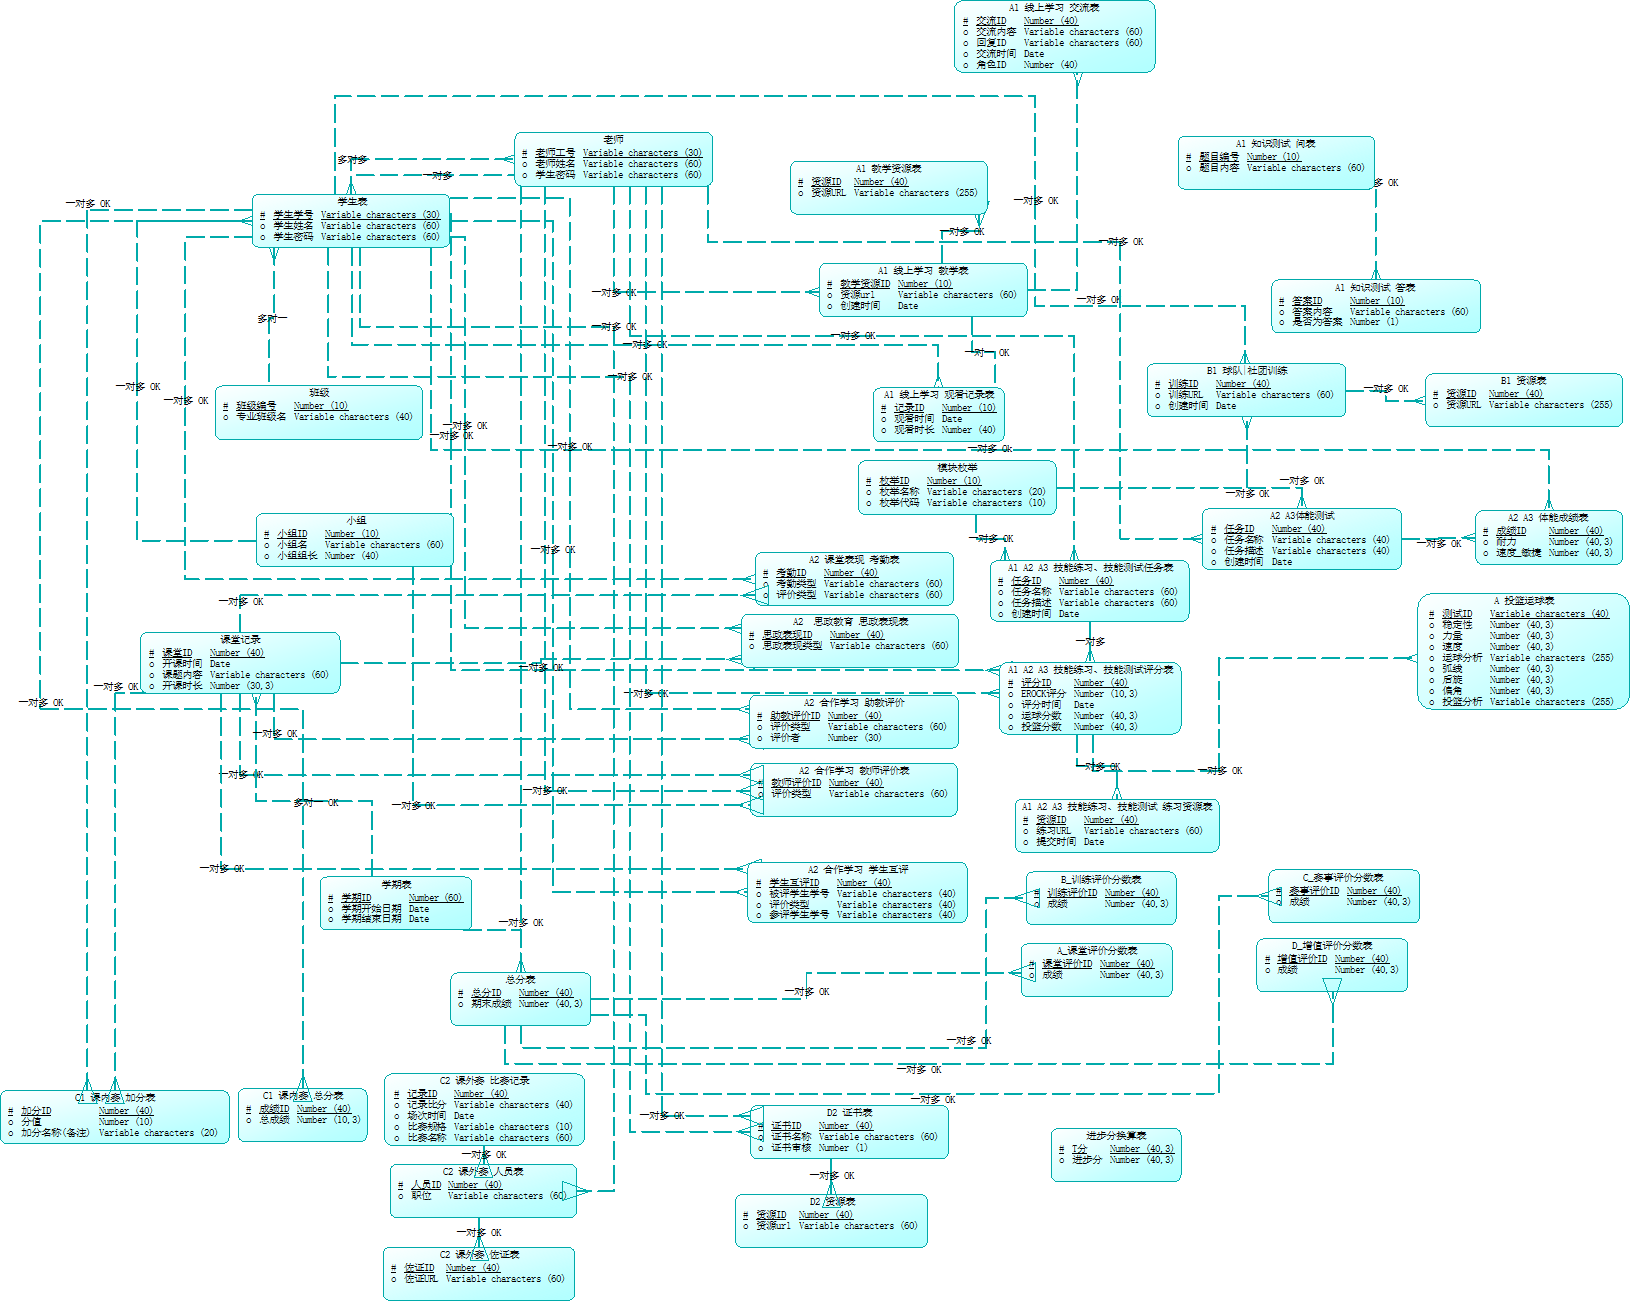 A1 线上学习 交流表
# 交流ID Number (40)
o 交流内容 Variable characters (60)
o 回复ID Variable characters (60)
o 交流时间 Date
o 角色ID Number (40)
老师
# 老师工号 Variable characters (30)
o 老师姓名 Variable characters (60)
o 学生密码 Variable characters (60)
多对多
一对多
A1 知识测试 问表
# 题目编号 Number (10)
o 题目内容 Variable characters (60)
多 OK
A1 教学资源表
# 资源ID Number (40)
o 资源URL Variable characters (255)
一对多 OK
一对多 OK
学生表
# 学生学号 Variable characters (30)
o 学生姓名 Variable characters (60)
o 学生密码 Variable characters (60)
一对多 OK
一对多 OK
A1 线上学习 教学表
# 教学资源ID Number (10)
o 资源url Variable characters (60)
o 创建时间 Date
一对多 OK
一对多 OK
A1 知识测试 答表
# 答案ID Number (10)
o 答案内容 Variable characters (60)
o 是否为答案 Number (1)
多对一
一对多 OK
一对多 OK
一对多 OK
一对一 OK
B1 球队|社团训练
# 训练ID Number (40)
o 训练URL Variable characters (60)
o 创建时间 Date
一对多 OK
B1 资源表
# 资源ID Number (40)
o 资源URL Variable characters (255)
班级
# 班级编号 Number (10)
o 专业班级名 Variable characters (40)
一对多 OK
一对多 OK
一对多 OK
A1 线上学习 观看记录表
# 记录ID Number (10)
o 观看时间 Date
o 观看时长 Number (40)
一对多 OK
一对多 OK
一对多 OK
一对多 Ok
模块枚举
# 枚举ID Number (10)
o 枚举名称 Variable characters (20)
o 枚举代码 Variable characters (10)
一对多 OK
一对多 OK
一对多 OK
A2 A3体能测试
# 任务ID Number (40)
o 任务名称 Variable characters (40)
o 任务描述 Variable characters (40)
o 创建时间 Date
一对多 OK
A2 A3 体能成绩表
# 成绩ID Number (40)
o 耐力 Number (40,3)
o 速度_敏捷 Number (40,3)
小组
# 小组ID Number (10)
o 小组名 Variable characters (60)
o 小组组长 Number (40)
一对多 OK
A2 课堂表现 考勤表
# 考勤ID Number (40)
o 考勤类型 Variable characters (60)
o 评价类型 Variable characters (60)
A1 A2 A3 技能练习、技能测试任务表
# 任务ID Number (40)
o 任务名称 Variable characters (60)
o 任务描述 Variable characters (60)
o 创建时间 Date
一对多
A 投篮运球表
# 测试ID Variable characters (40)
o 稳定性 Number (40,3)
o 力量 Number (40,3)
o 速度 Number (40,3)
o 运球分析 Variable characters (255)
o 弧线 Number (40,3)
o 后旋 Number (40,3)
o 偏角 Number (40,3)
o 投篮分析 Variable characters (255)
一对多 OK
A2  思政教育 思政表现表
# 思政表现ID Number (40)
o 思政表现类型 Variable characters (60)
课堂记录
# 课堂ID Number (40)
o 开课时间 Date
o 课题内容 Variable characters (60)
o 开课时长 Number (30,3)
一对多 OK
一对多 OK
一对多 OK
一对多 OK
A1 A2 A3 技能练习、技能测试评分表
# 评分ID Number (40)
o EROCK评分 Number (10,3)
o 评分时间 Date
o 运球分数 Number (40,3)
o 投篮分数 Number (40,3)
A2 合作学习 助教评价
# 助教评价ID Number (40)
o 评价类型 Variable characters (60)
o 评价者 Number (30)
一对多 OK
一对多 OK
一对多 OK
一对多 OK
A2 合作学习 教师评价表
# 教师评价ID Number (40)
o 评价类型 Variable characters (60)
一对多 OK
多对一 OK
一对多 OK
A1 A2 A3 技能练习、技能测试 练习资源表
# 资源ID Number (40)
o 练习URL Variable characters (60)
o 提交时间 Date
一对多 OK
A2 合作学习 学生互评
# 学生互评ID Number (40)
o 被评学生学号 Variable characters (40)
o 评价类型 Variable characters (40)
o 参评学生学号 Variable characters (40)
学期表
# 学期ID Number (60)
o 学期开始日期 Date
o 学期结束日期 Date
一对多 OK
B_训练评价分数表
# 训练评价ID Number (40)
o 成绩 Number (40,3)
C_赛事评价分数表
# 赛事评价ID Number (40)
o 成绩 Number (40,3)
A_课堂评价分数表
# 课堂评价ID Number (40)
o 成绩 Number (40,3)
D_增值评价分数表
# 增值评价ID Number (40)
o 成绩 Number (40,3)
总分表
# 总分ID Number (40)
o 期末成绩 Number (40,3)
一对多 OK
一对多 OK
一对多 OK
一对多 OK
C1 课内赛 加分表
# 加分ID Number (40)
o 分值 Number (10)
o 加分名称(备注) Variable characters (20)
C1 课内赛 总分表
# 成绩ID Number (40)
o 总成绩 Number (10,3)
C2 课外赛 比赛记录
# 记录ID Number (40)
o 记录比分 Variable characters (40)
o 场次时间 Date
o 比赛规格 Variable characters (10)
o 比赛名称 Variable characters (60)
一对多 OK
一对多 OK
D2 证书表
# 证书ID Number (40)
o 证书名称 Variable characters (60)
o 证书审核 Number (1)
进步分换算表
# T分 Number (40,3)
o 进步分 Number (40,3)
C2 课外赛 人员表
# 人员ID Number (40)
o 职位 Variable characters (60)
一对多 OK
D2 资源表
# 资源ID Number (40)
o 资源url Variable characters (60)
一对多 OK
C2 课外赛 佐证表
# 佐证ID Number (40)
o 佐证URL Variable characters (60)